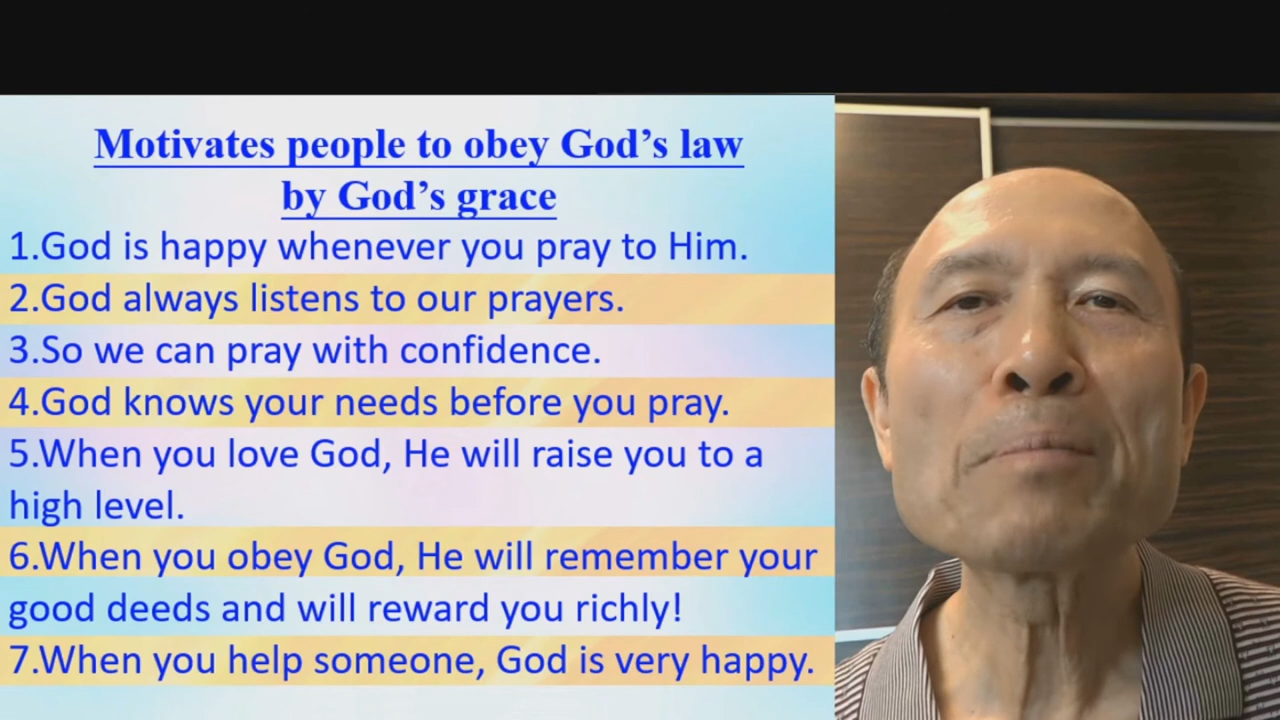 Motivates people to obey God’s law
by God’s grace
1.God is happy whenever you pray to Him.
2.God always listens to our prayers.
3.So we can pray with confidence.
4.God knows your needs before you pray.
5.When you love God, He will raise you to a
high level.
6.When you obey God, He will remember your
good deeds and will reward you richly!
7.When you help someone, God is very happy.